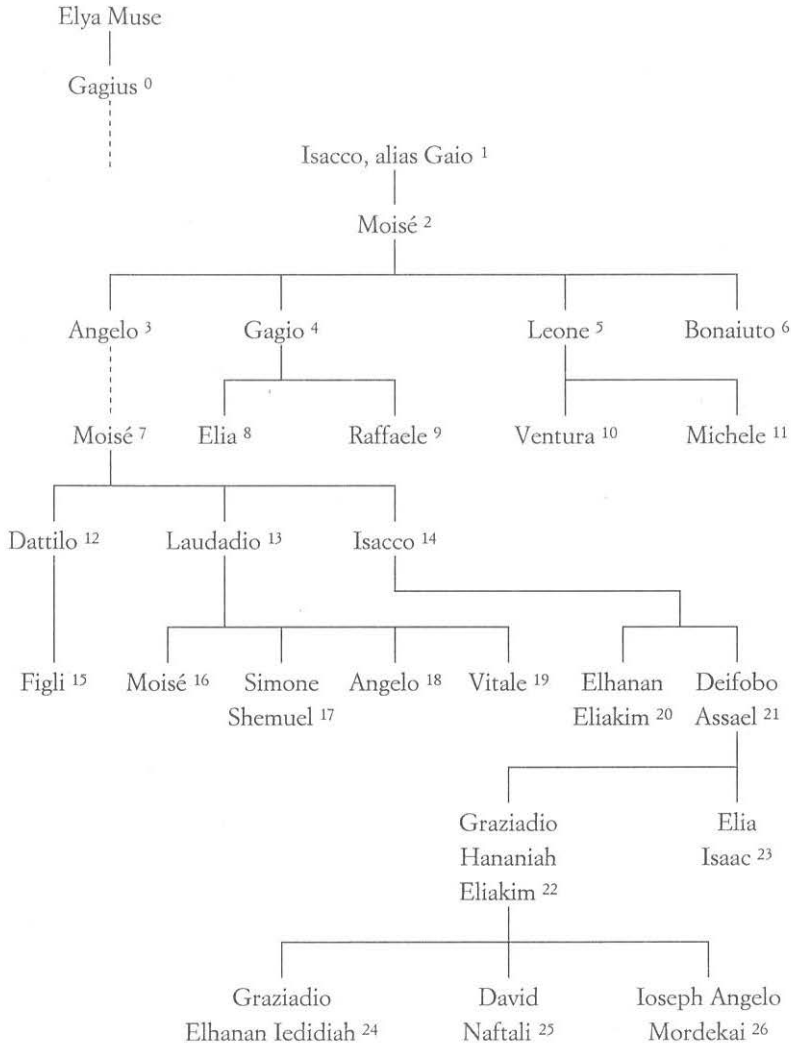 Elya Muse
Gagius 0
Isacco, alias Gaio 1
Moisé 2
Angelo 3 Gagio 4 Leone 5 Bonaiuto 6
Moisé 7 Elia 8 Raffaele 9 Ventura 10 Michele 11
Dattilo 12 Laudadio 13 Isacco 14
Figli 15 Moisé 16 Simone Angelo 18 Vitale 19 Elhanan Deifobo
Shemuel 17 Eliakim 20 Assael 21
Graziadio Elia
Hananiah Isaac 23
Eliakim 22
Graziadio David Ioseph Angelo
Elhanan Iedidiah 24 Naftali 25 Mordekai 26